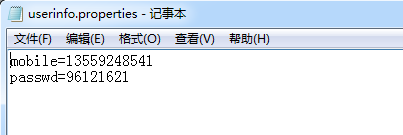 userinfo.properties - 记事本
文件(F) 编辑(E) 格式(O) 查看(V) 帮助(H)
mobile=13559248541
passwd=96121621